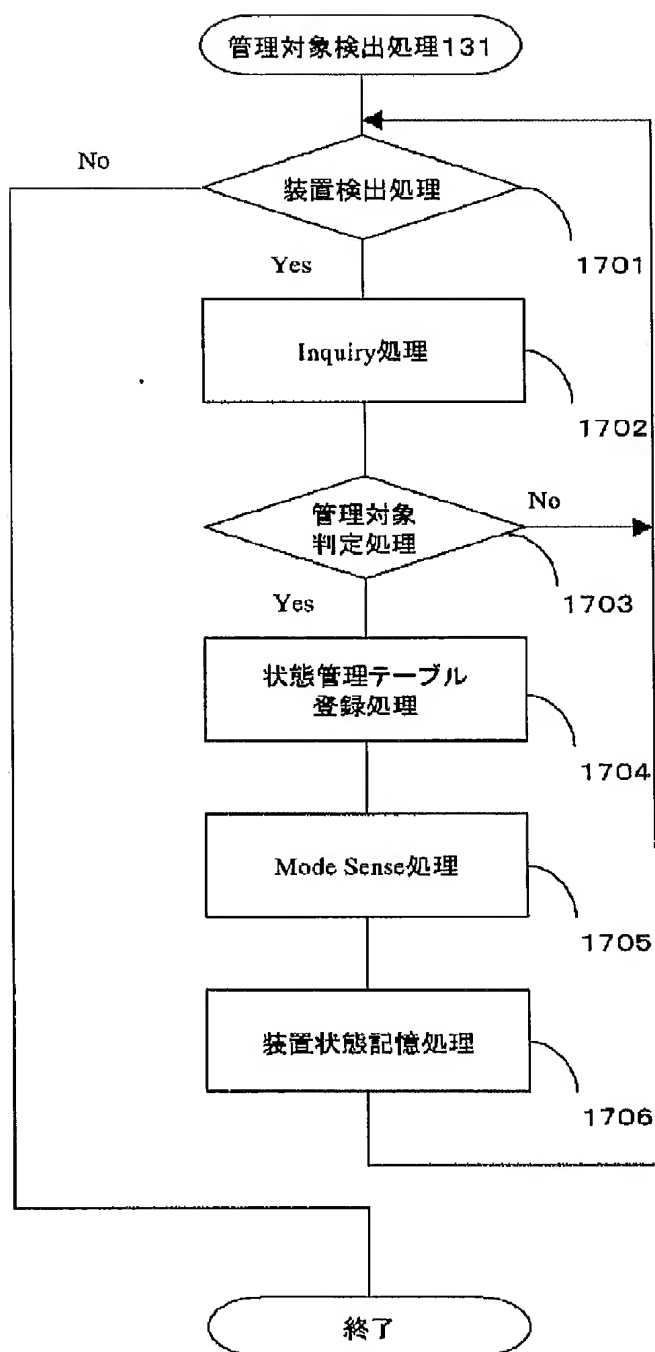 管理対象検出処理131
No
装置検出処理
Yes
1701
Inquiry処理
1702
管理対象
判定処理
No
1703
Yes
状態管理テーブル
登録処理
1704
Mode Sense処理
1705
装置状態記憶処理
1706
終了